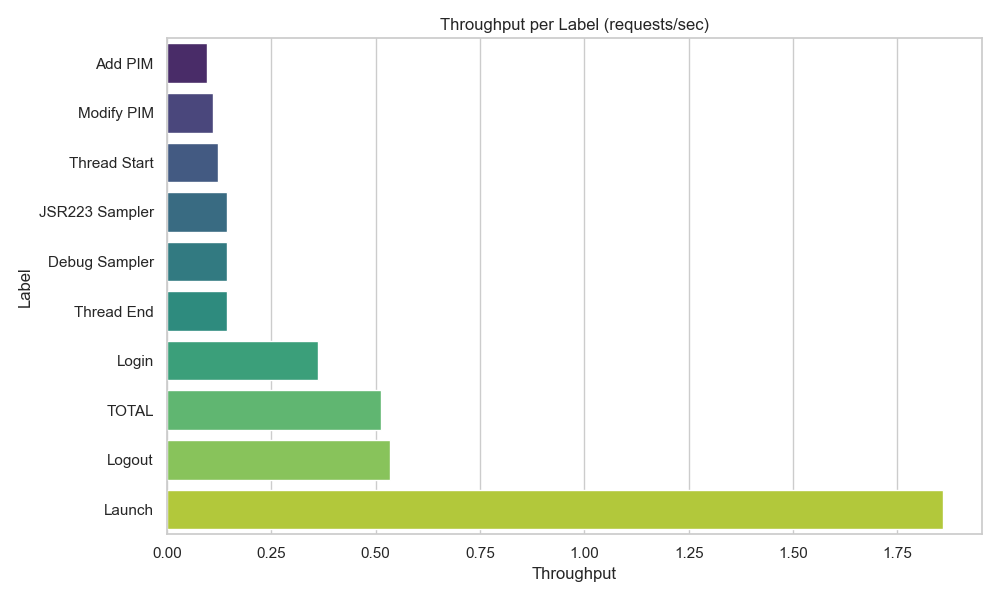 Throughput per Label (requests/sec)
Label
Add PIM
Modify PIM
Thread Start
JSR223 Sampler
Debug Sampler
Thread End
Login
TOTAL
Logout
Launch
0.00 0.25 0.50 0.75 1.00 1.25 1.50 1.75
Throughput